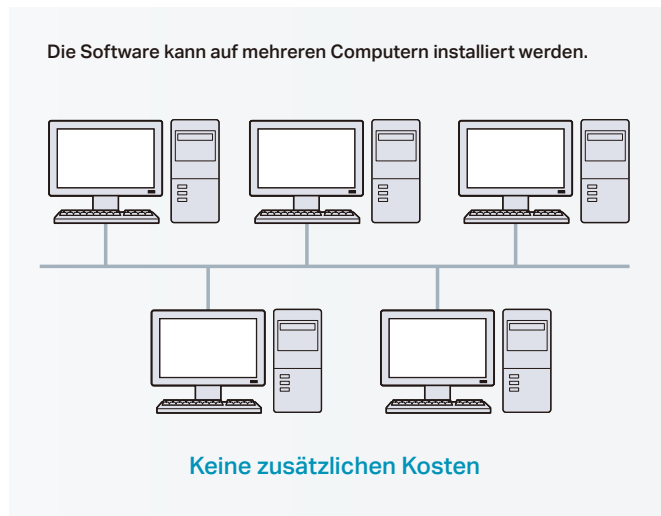 Die Software kann auf mehreren Computern installiert werden.
Keine zusätzlichen Kosten